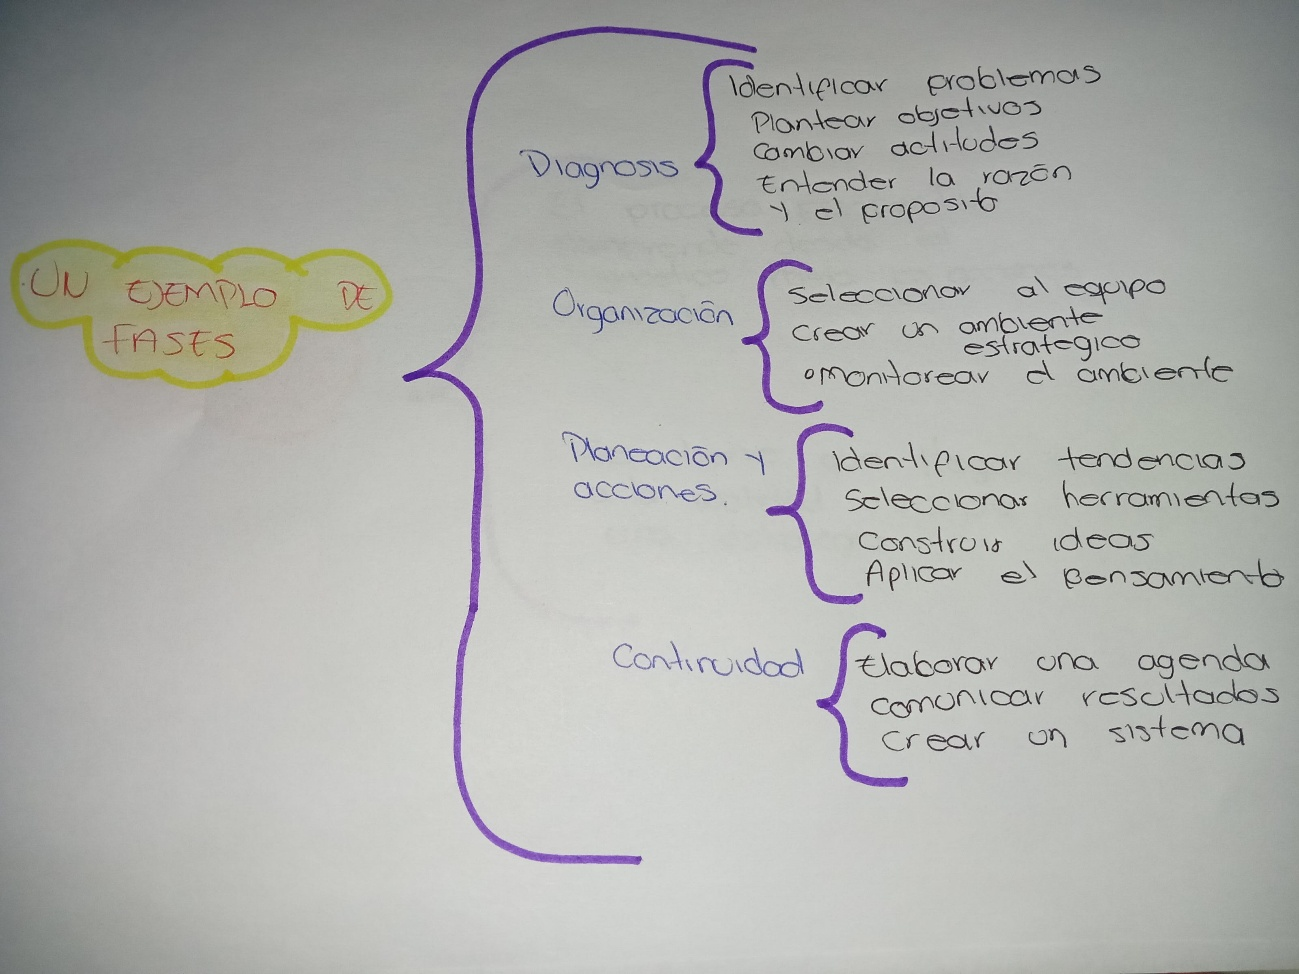 UN EJEMPLO DE
FASES
Diagnosis
Identificar problemas
Plantear objetivos
Cambiar actitudes
Entender la razón
y el proposito
Organización
Seleccionar al equipo
crear un ambiente
estrategico
Monitorear el ambiente
Planeación y
acciones.
Identificar tendencias
Seleccionar herramientas
Construir ideas
Aplicar el pensamiento
Continuidad
Elaborar una agenda
comunicar resultados
crear un sistema